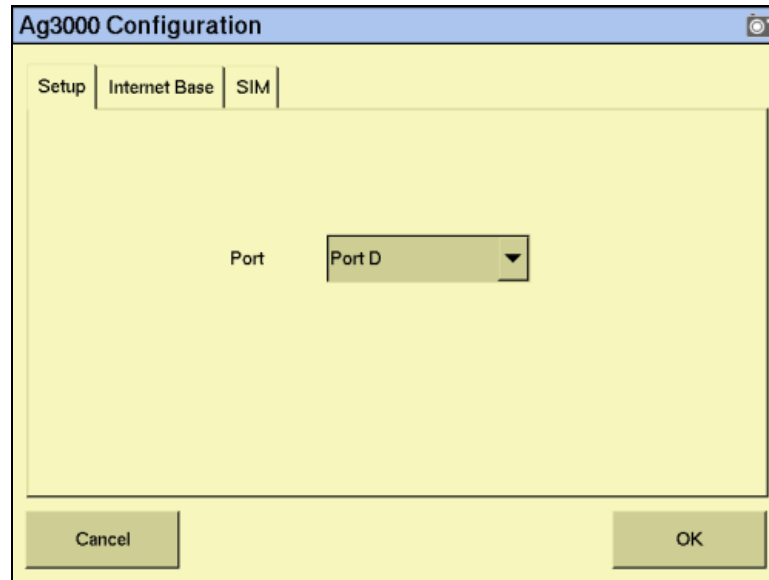 Ag3000 Configuration
Setup Internet Base SIM
Port Port D
Cancel OK